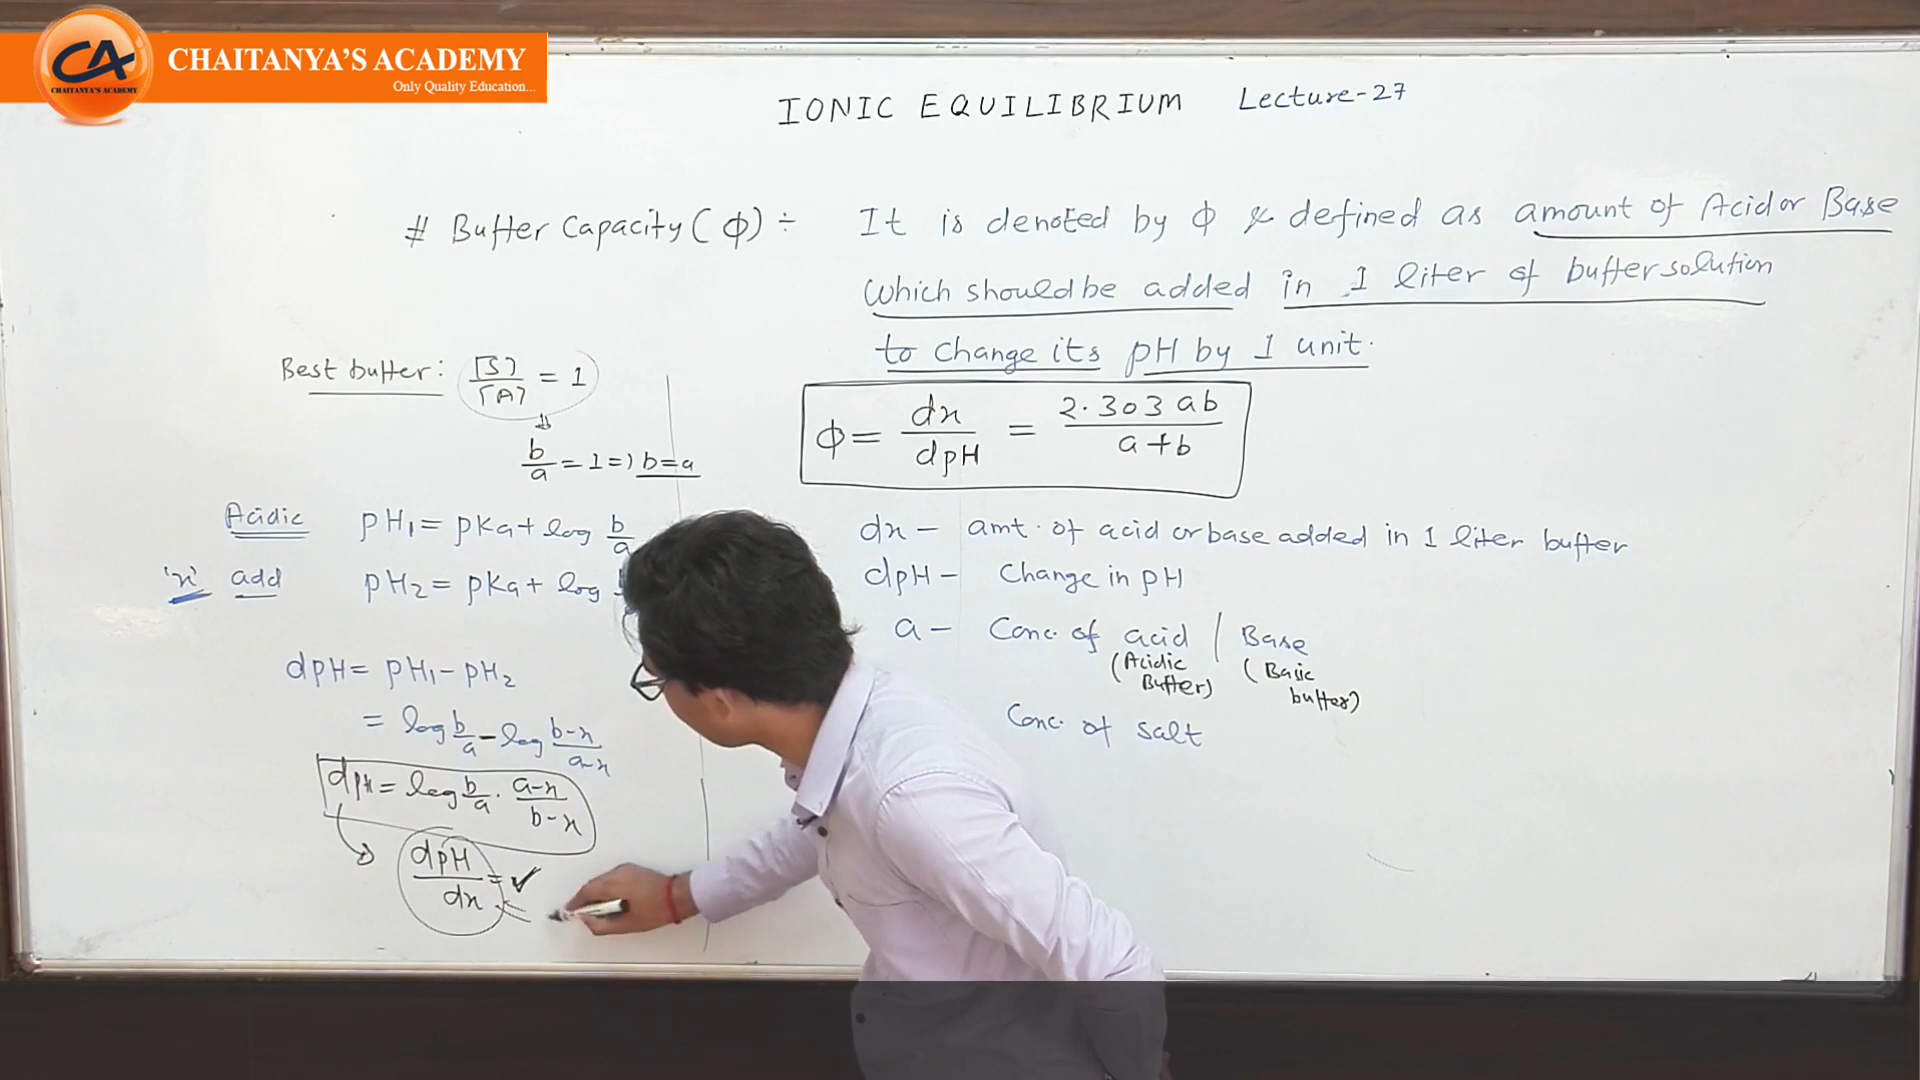 CA
CHAITANYA'S ACADEMY
CHAITANYA'S ACADEMY
Only Quality Education...
IONIC EQUILIBRIUM Lecture-27
# Buffer Capacity (ϕ) ÷ It is denoted by ϕ & defined as amount of Acid or Base
which should be added in 1 liter of buffer solution
to change its pH by 1 unit.
Best buffer: [S]/[A] = 1
b/a = 1 => b=a
ϕ = dx/dpH = 2.303 ab/a+b
Acidic pH₁ = pKa + log b/a
'x' add pH₂ = pKa + log
dpH = pH₁ - pH₂
= log b/a - log b-x/a-x
dpH = log b/a · a-x/b-x
dpH/dx = ✓
dx - amt. of acid or base added in 1 liter buffer
dpH - Change in pH
a - Conc. of acid / Base
(Acidic Buffer) (Basic buffer)
Conc. of salt